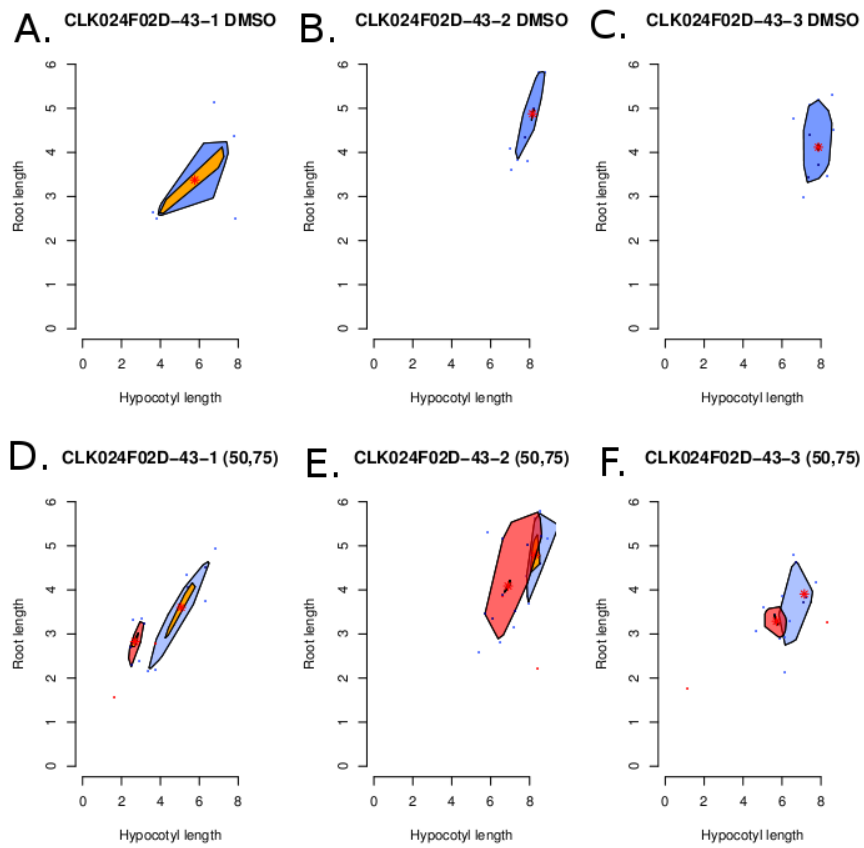 A. CLK024F02D−43−1 DMSO
Root length
0 1 2 3 4 5 6
0 2 4 6 8
Hypocotyl length
B. CLK024F02D−43−2 DMSO
Root length
0 1 2 3 4 5 6
0 2 4 6 8
Hypocotyl length
C. CLK024F02D−43−3 DMSO
Root length
0 1 2 3 4 5 6
0 2 4 6 8
Hypocotyl length
D. CLK024F02D−43−1 (50,75)
Root length
0 1 2 3 4 5 6
0 2 4 6 8
Hypocotyl length
E. CLK024F02D−43−2 (50,75)
Root length
0 1 2 3 4 5 6
0 2 4 6 8
Hypocotyl length
F. CLK024F02D−43−3 (50,75)
Root length
0 1 2 3 4 5 6
0 2 4 6 8
Hypocotyl length